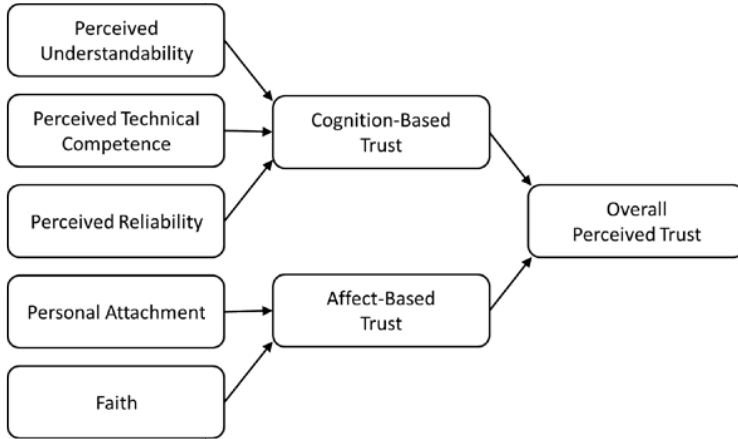 Perceived
Understandability
Perceived Technical
Competence
Perceived Reliability
Personal Attachment
Faith
Cognition-Based
Trust
Affect-Based
Trust
Overall
Perceived Trust